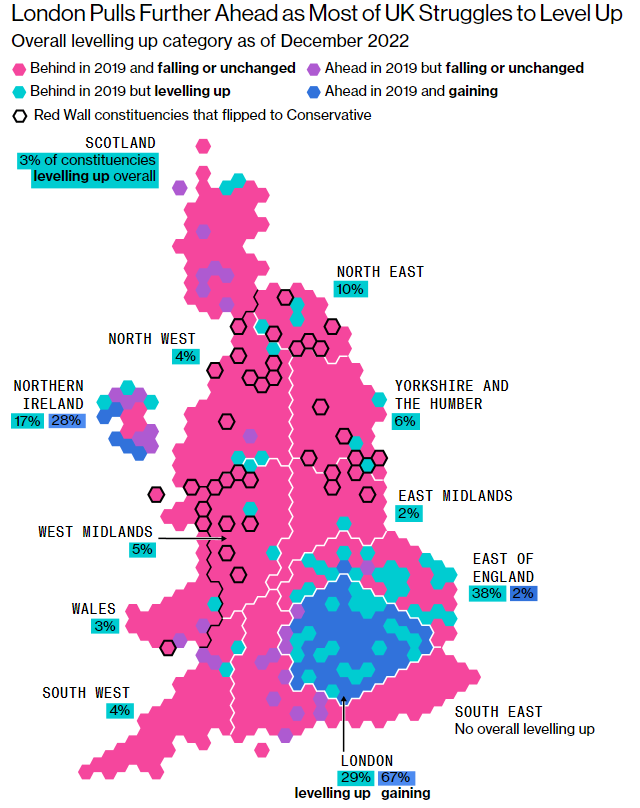 London Pulls Further Ahead as Most of UK Struggles to Level Up
Overall levelling up category as of December 2022
Behind in 2019 and falling or unchanged
Ahead in 2019 but falling or unchanged
Behind in 2019 but levelling up
Ahead in 2019 and gaining
Red Wall constituencies that flipped to Conservative
SCOTLAND
3% of constituencies
levelling up overall
NORTH EAST
10%
NORTH WEST
4%
NORTHERN
IRELAND
17% 28%
YORKSHIRE AND
THE HUMBER
6%
EAST MIDLANDS
2%
WEST MIDLANDS
5%
EAST OF
ENGLAND
38% 2%
WALES
3%
SOUTH WEST
4%
SOUTH EAST
No overall levelling up
LONDON
29% 67%
levelling up gaining